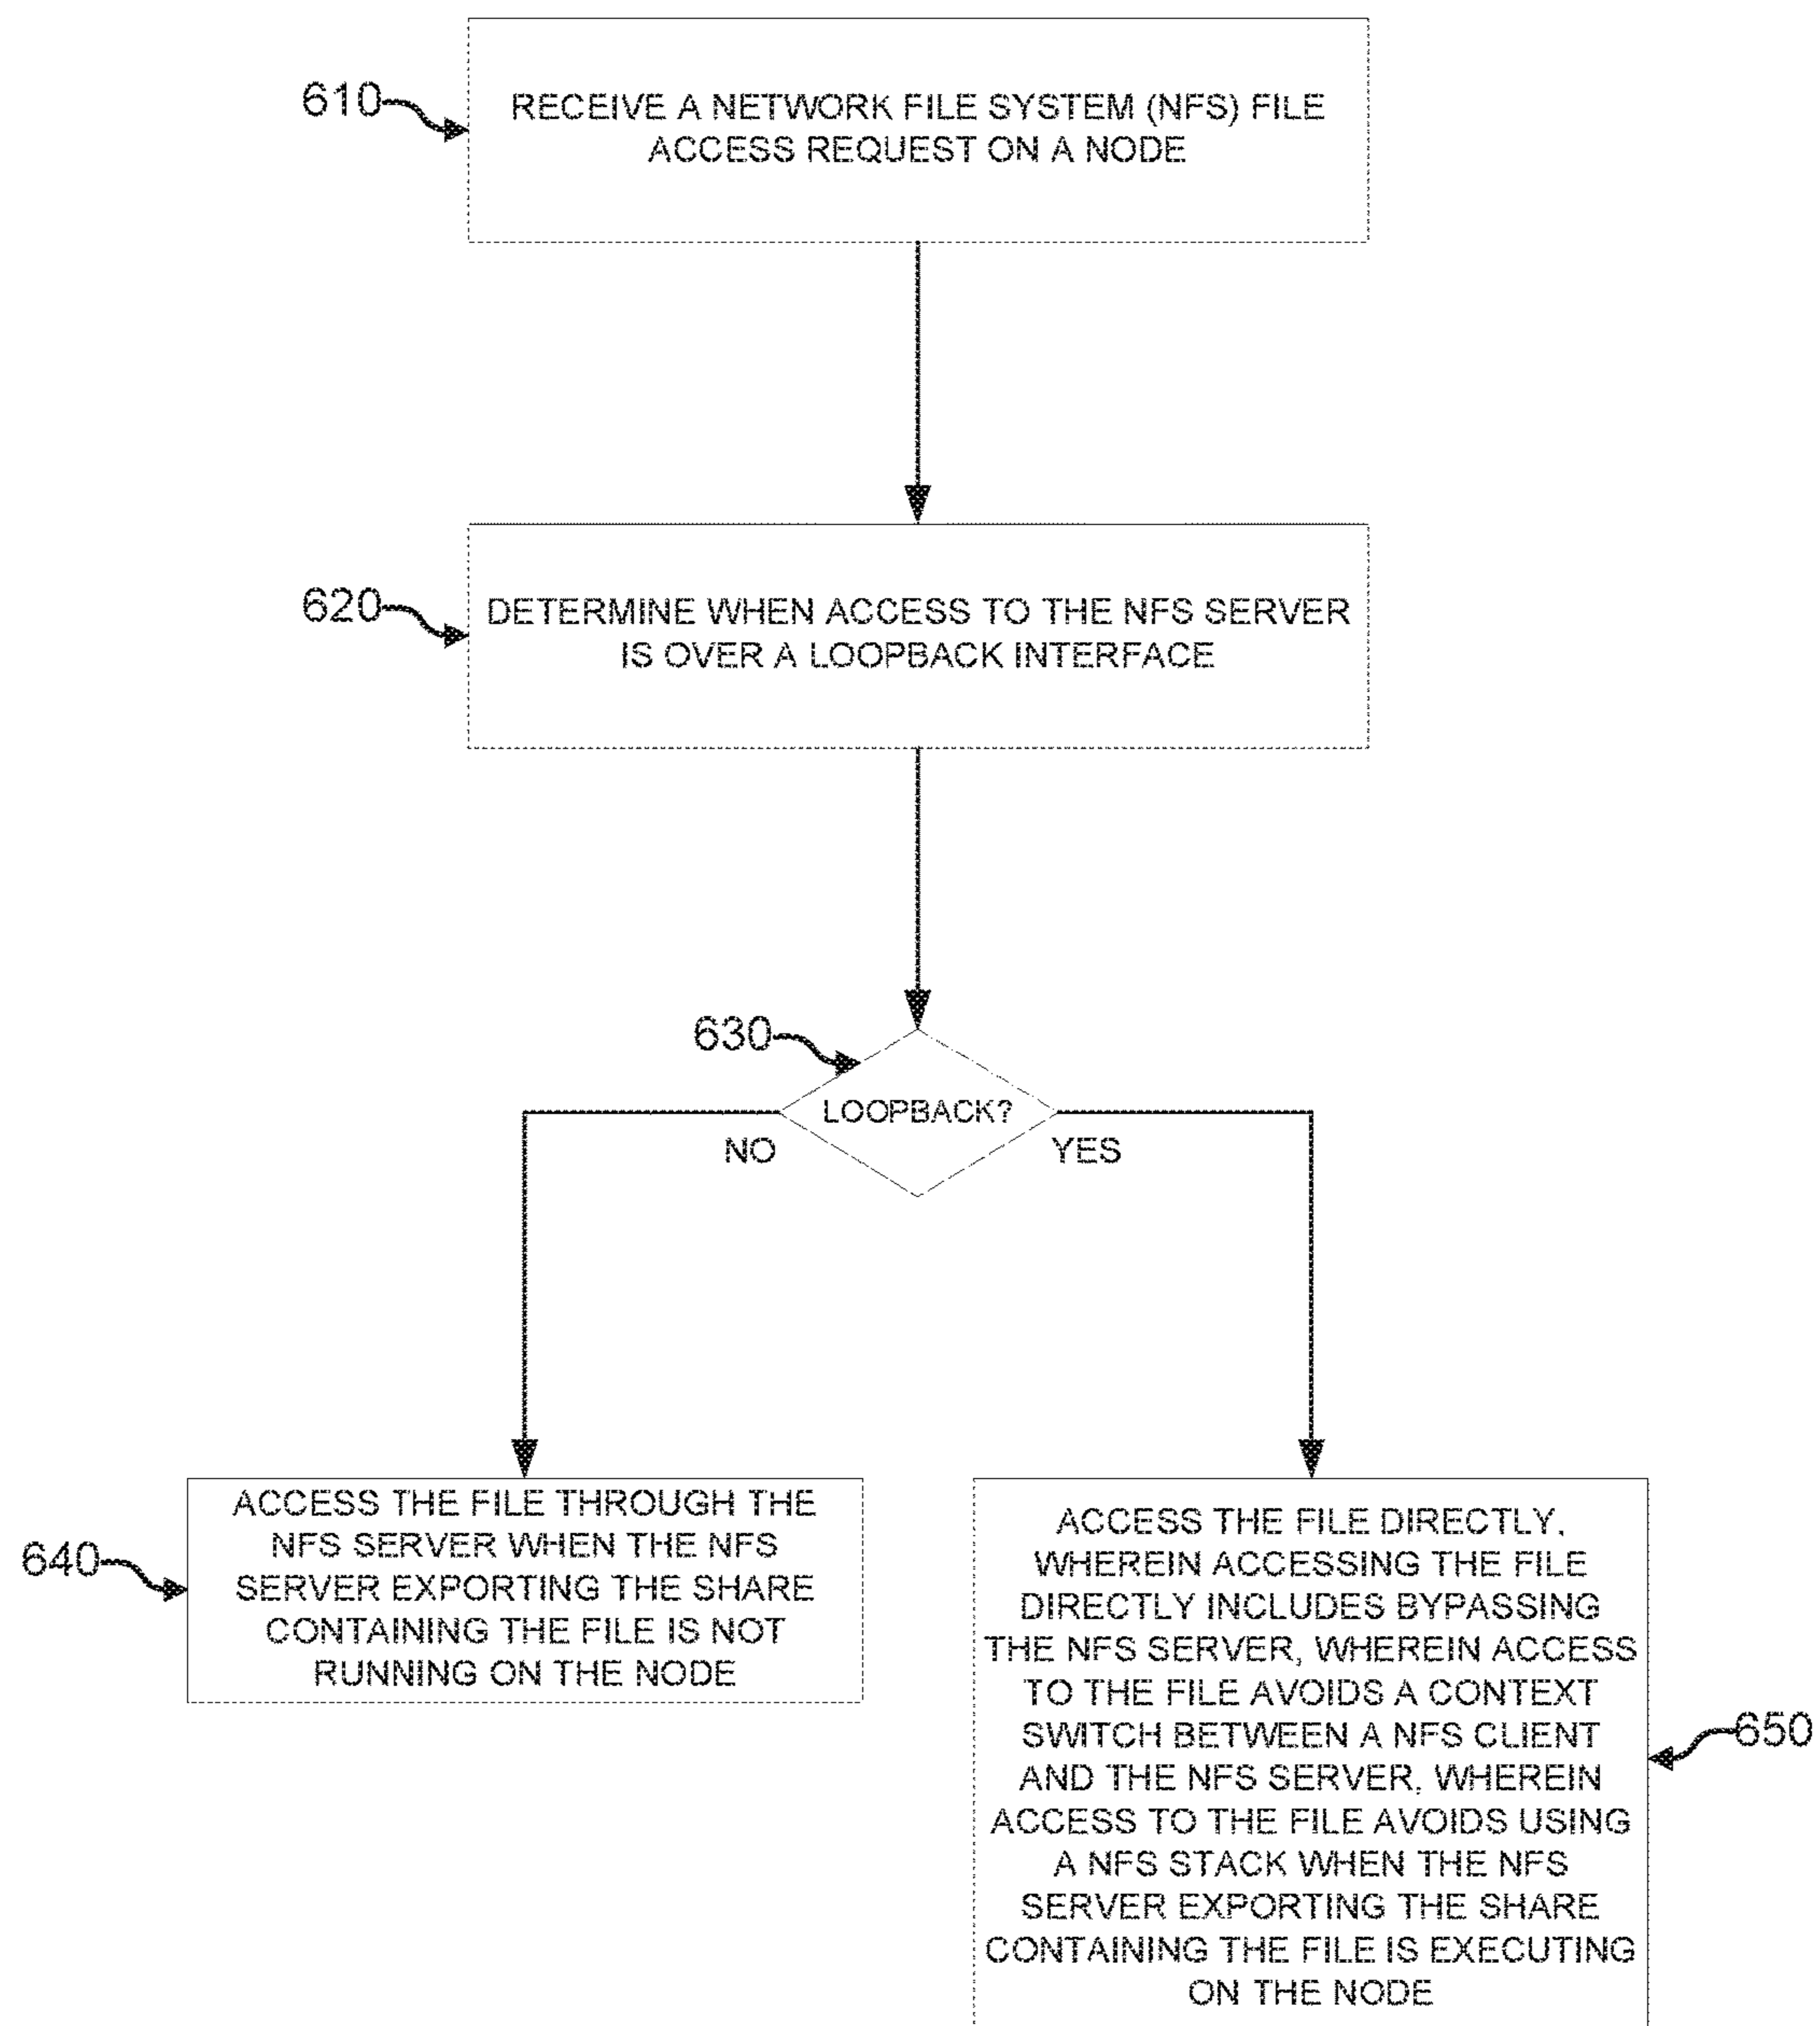 610
RECEIVE A NETWORK FILE SYSTEM (NFS) FILE
ACCESS REQUEST ON A NODE
620
DETERMINE WHEN ACCESS TO THE NFS SERVER
IS OVER A LOOPBACK INTERFACE
630
LOOPBACK?
NO
YES
640
ACCESS THE FILE THROUGH THE
NFS SERVER WHEN THE NFS
SERVER EXPORTING THE SHARE
CONTAINING THE FILE IS NOT
RUNNING ON THE NODE
ACCESS THE FILE DIRECTLY,
WHEREIN ACCESSING THE FILE
DIRECTLY INCLUDES BYPASSING
THE NFS SERVER, WHEREIN ACCESS
TO THE FILE AVOIDS A CONTEXT
SWITCH BETWEEN A NFS CLIENT
AND THE NFS SERVER, WHEREIN
ACCESS TO THE FILE AVOIDS USING
A NFS STACK WHEN THE NFS
SERVER EXPORTING THE SHARE
CONTAINING THE FILE IS EXECUTING
ON THE NODE
650